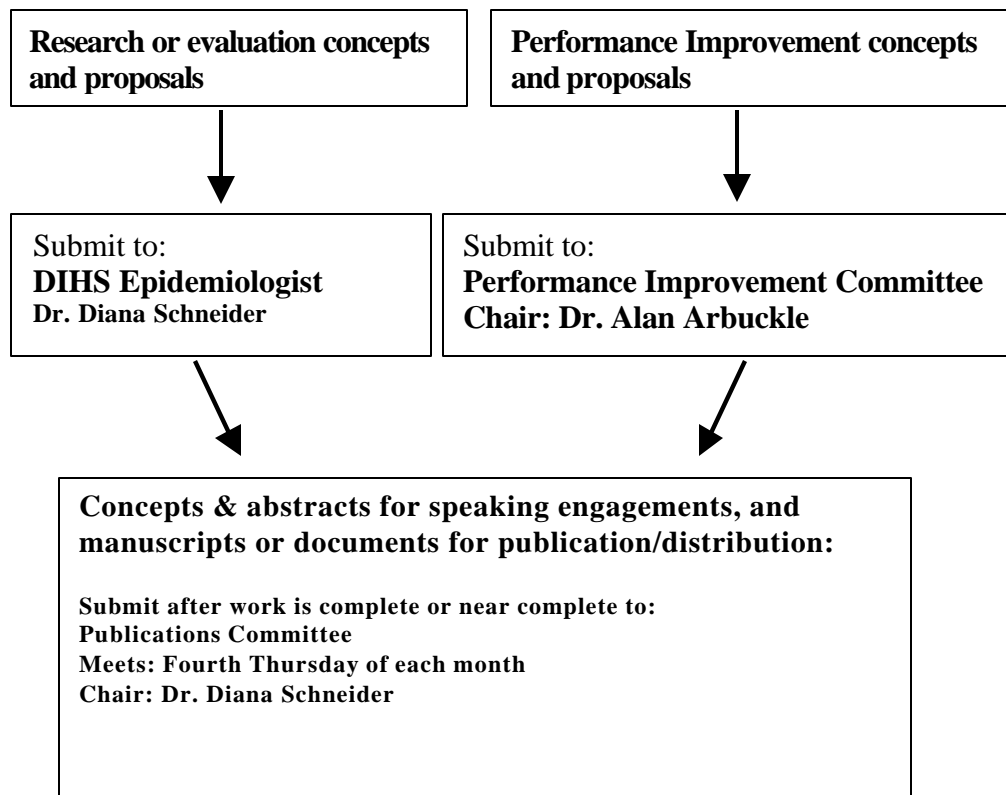 Research or evaluation concepts
and proposals
Performance Improvement concepts
and proposals
Submit to:
DIHS Epidemiologist
Dr. Diana Schneider
Submit to:
Performance Improvement Committee
Chair: Dr. Alan Arbuckle
Concepts & abstracts for speaking engagements, and
manuscripts or documents for publication/distribution:
Submit after work is complete or near complete to:
Publications Committee
Meets: Fourth Thursday of each month
Chair: Dr. Diana Schneider